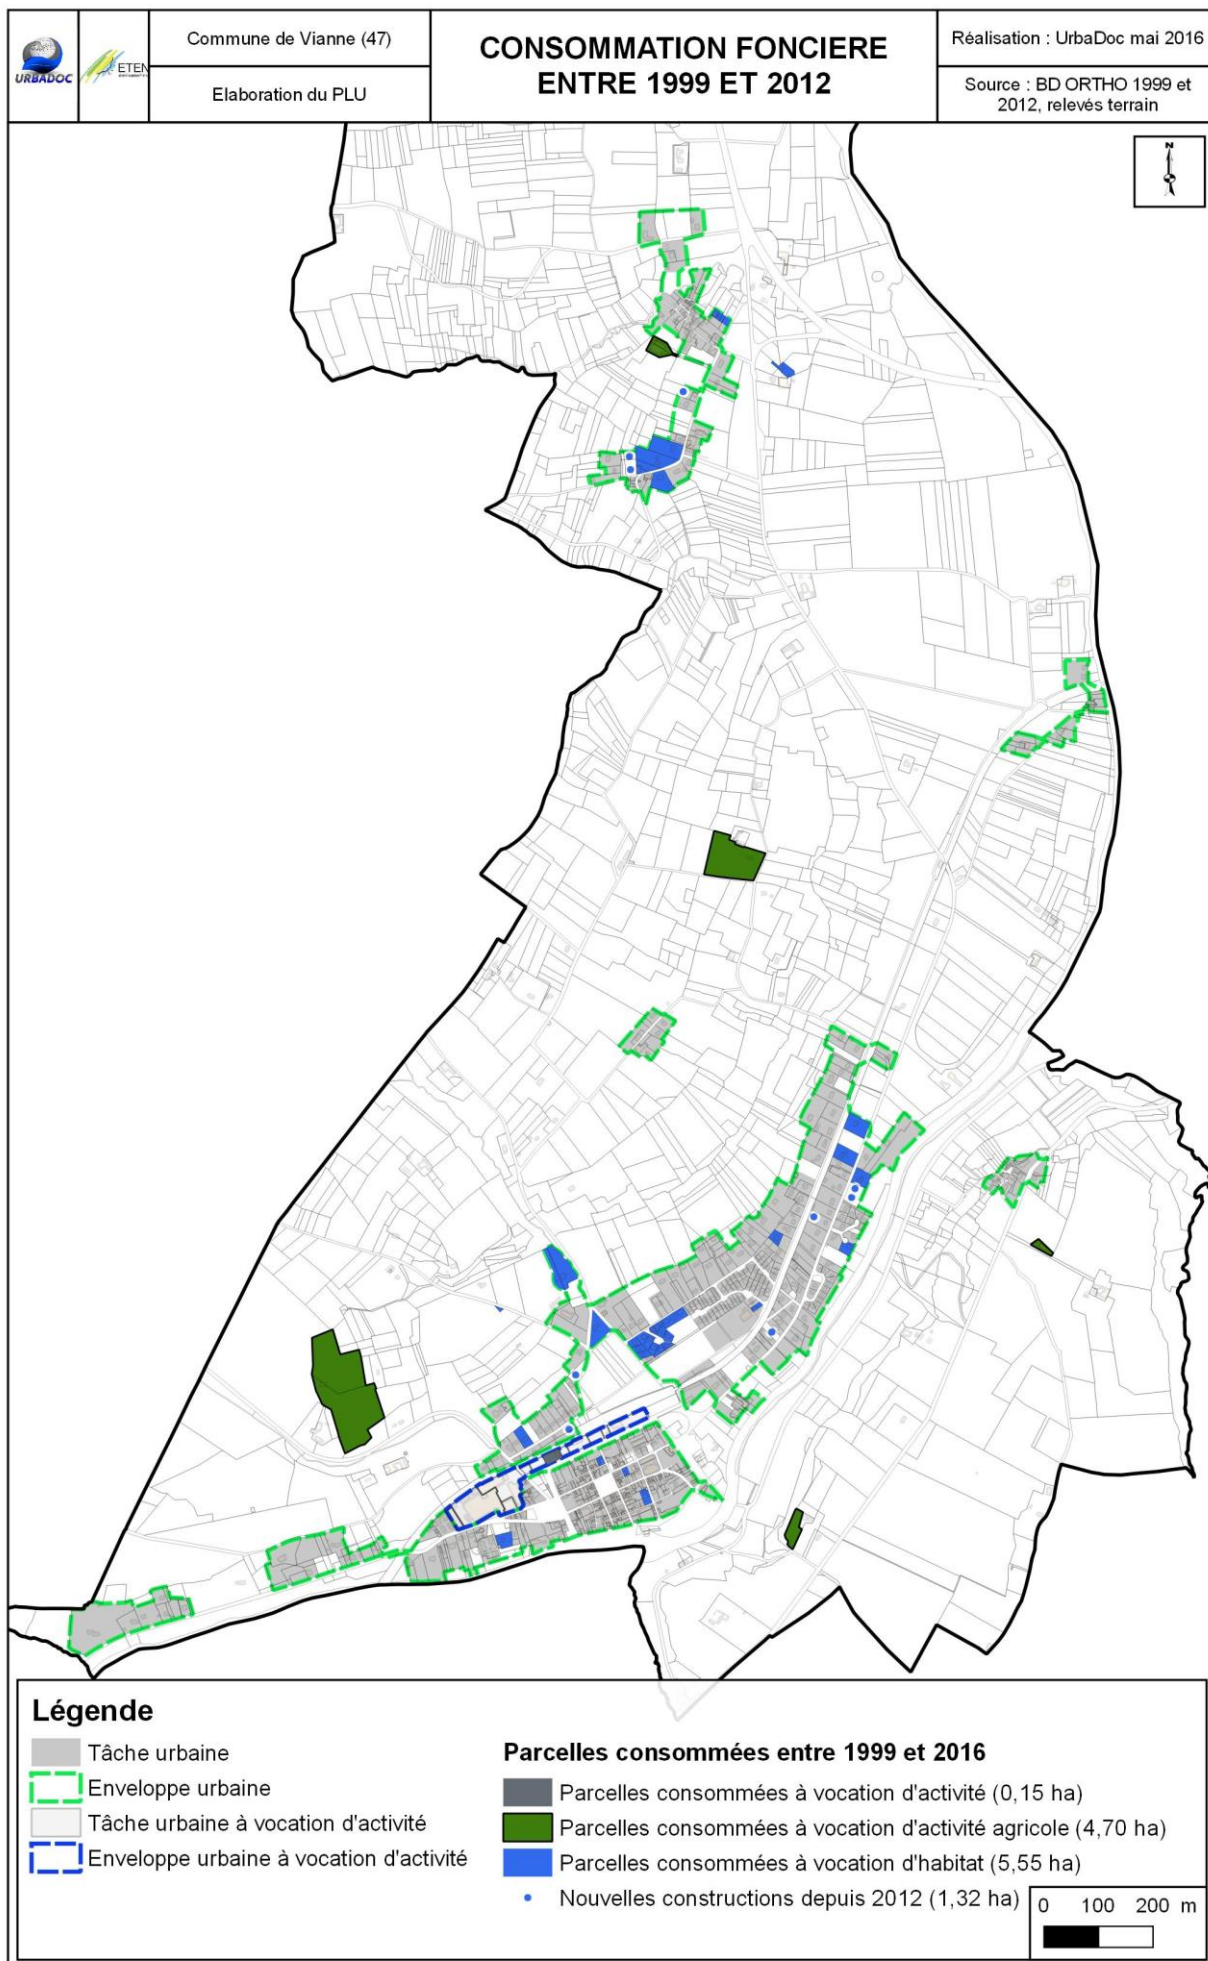 URBADOC
ETEN
Commune de Vianne (47)
Elaboration du PLU
CONSOMMATION FONCIERE
ENTRE 1999 ET 2012
Réalisation : UrbaDoc mai 2016
Source : BD ORTHO 1999 et
2012, relevés terrain
N
Légende
Tâche urbaine
Enveloppe urbaine
Tâche urbaine à vocation d'activité
Enveloppe urbaine à vocation d'activité
Parcelles consommées entre 1999 et 2016
Parcelles consommées à vocation d'activité (0,15 ha)
Parcelles consommées à vocation d'activité agricole (4,70 ha)
Parcelles consommées à vocation d'habitat (5,55 ha)
Nouvelles constructions depuis 2012 (1,32 ha)
0 100 200 m